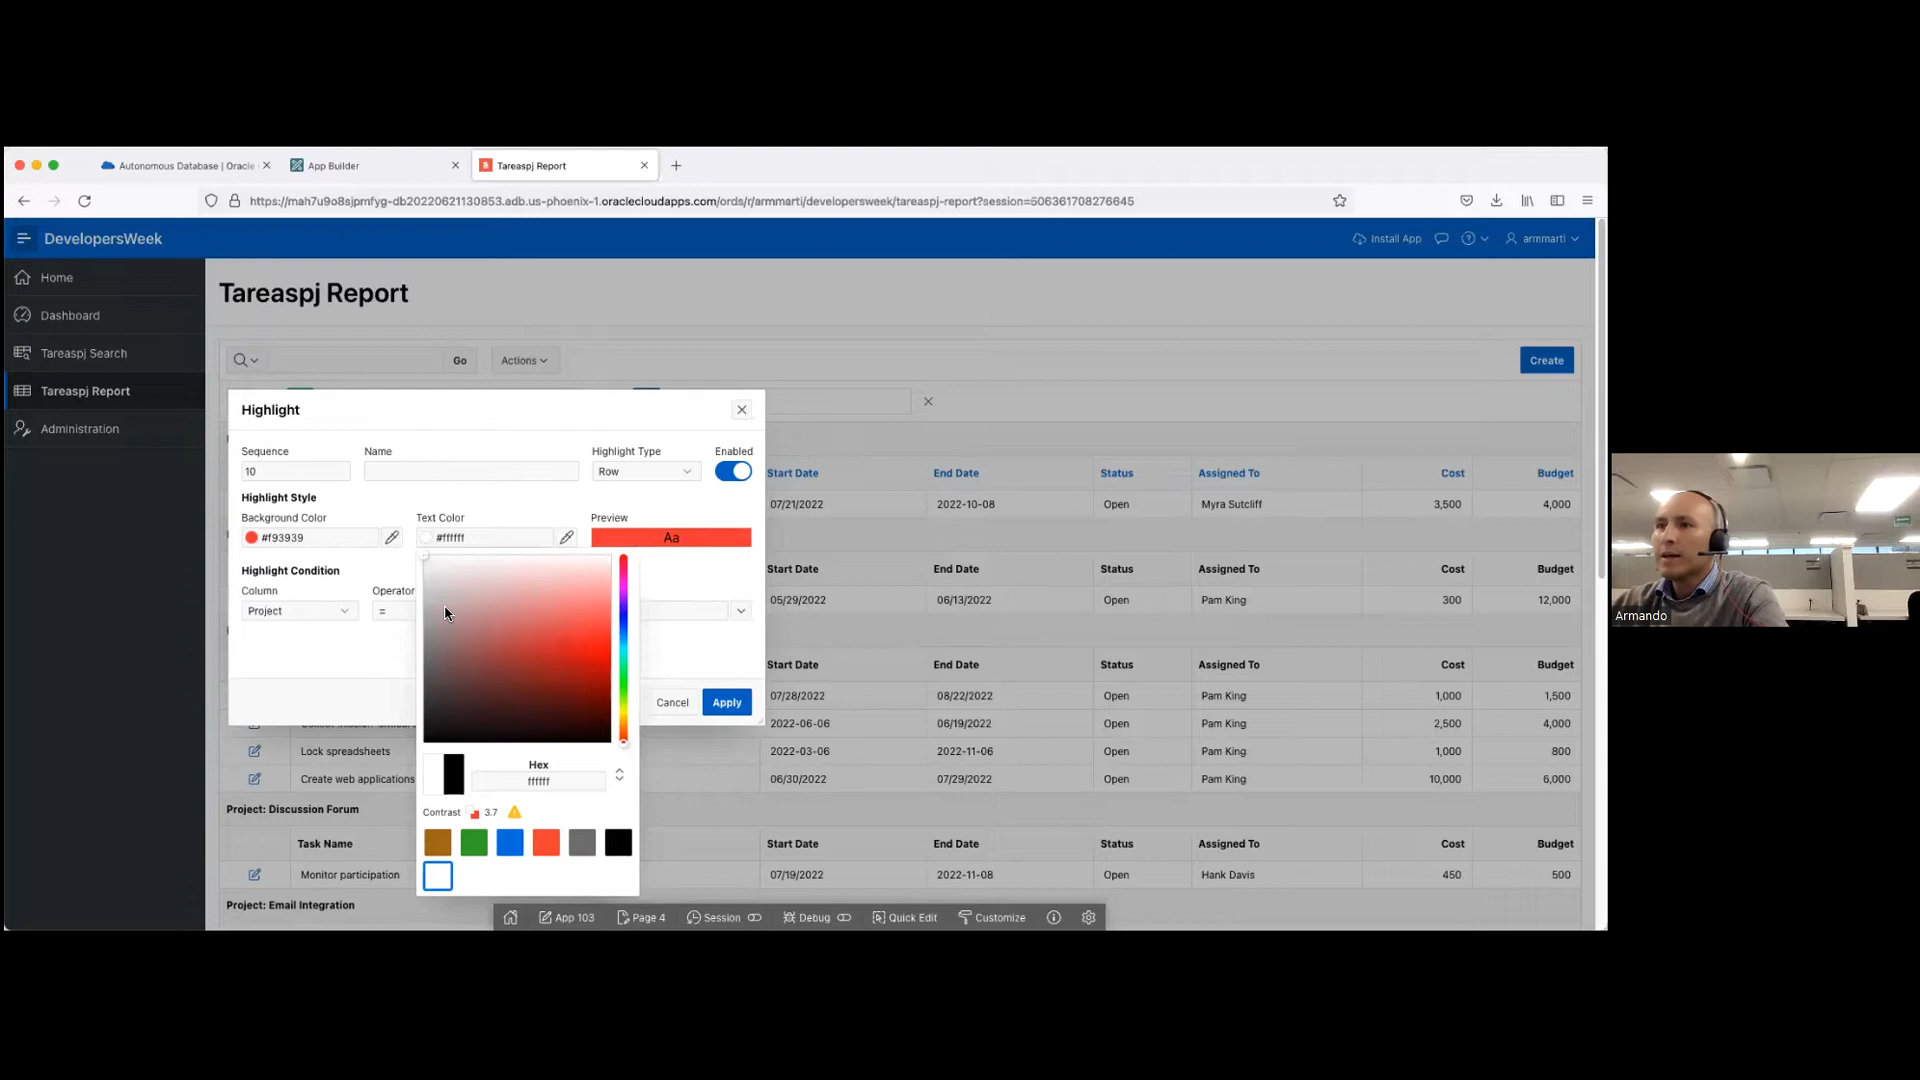 Autonomous Database | Oracle
App Builder
Tareaspj Report
https://mah7u9o8sjpmfyg-db20220621130853.adb.us-phoenix-1.oraclecloudapps.com/ords/r/armmarti/developersweek/tareaspj-report?session=506361708276645
DevelopersWeek
Install App
armmarti
Home
Dashboard
Tareaspj Search
Tareaspj Report
Administration
Tareaspj Report
Go
Actions
Create
Highlight
Sequence
Name
Highlight Type
Enabled
10
Row
Highlight Style
Background Color
Text Color
Preview
#f93939
#ffffff
Aa
Highlight Condition
Column
Operator
Project
=
Cancel
Apply
Hex
ffffff
Contrast
3.7
Start Date
End Date
Status
Assigned To
Cost
Budget
07/21/2022
2022-10-08
Open
Myra Sutcliff
3,500
4,000
Start Date
End Date
Status
Assigned To
Cost
Budget
05/29/2022
06/13/2022
Open
Pam King
300
12,000
Start Date
End Date
Status
Assigned To
Cost
Budget
07/28/2022
08/22/2022
Open
Pam King
1,000
1,500
2022-06-06
06/19/2022
Open
Pam King
2,500
4,000
Lock spreadsheets
2022-03-06
2022-11-06
Open
Pam King
1,000
800
Create web applications
06/30/2022
07/29/2022
Open
Pam King
10,000
6,000
Project: Discussion Forum
Task Name
Start Date
End Date
Status
Assigned To
Cost
Budget
Monitor participation
07/19/2022
2022-11-08
Open
Hank Davis
450
500
Project: Email Integration
App 103
Page 4
Session
Debug
Quick Edit
Customize
Armando